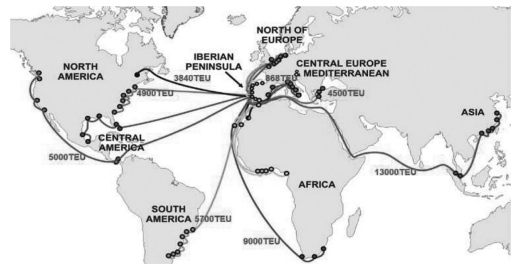 NORTH OF
EUROPE
NORTH
AMERICA
IBERIAN
PENINSULA
CENTRAL EUROPE
& MEDITERRANEAN
3840TEU
868TEU
4900TEU
4500TEU
ASIA
CENTRAL
AMERICA
5000TEU
13000TEU
AFRICA
SOUTH
AMERICA
5700TEU
9000TEU